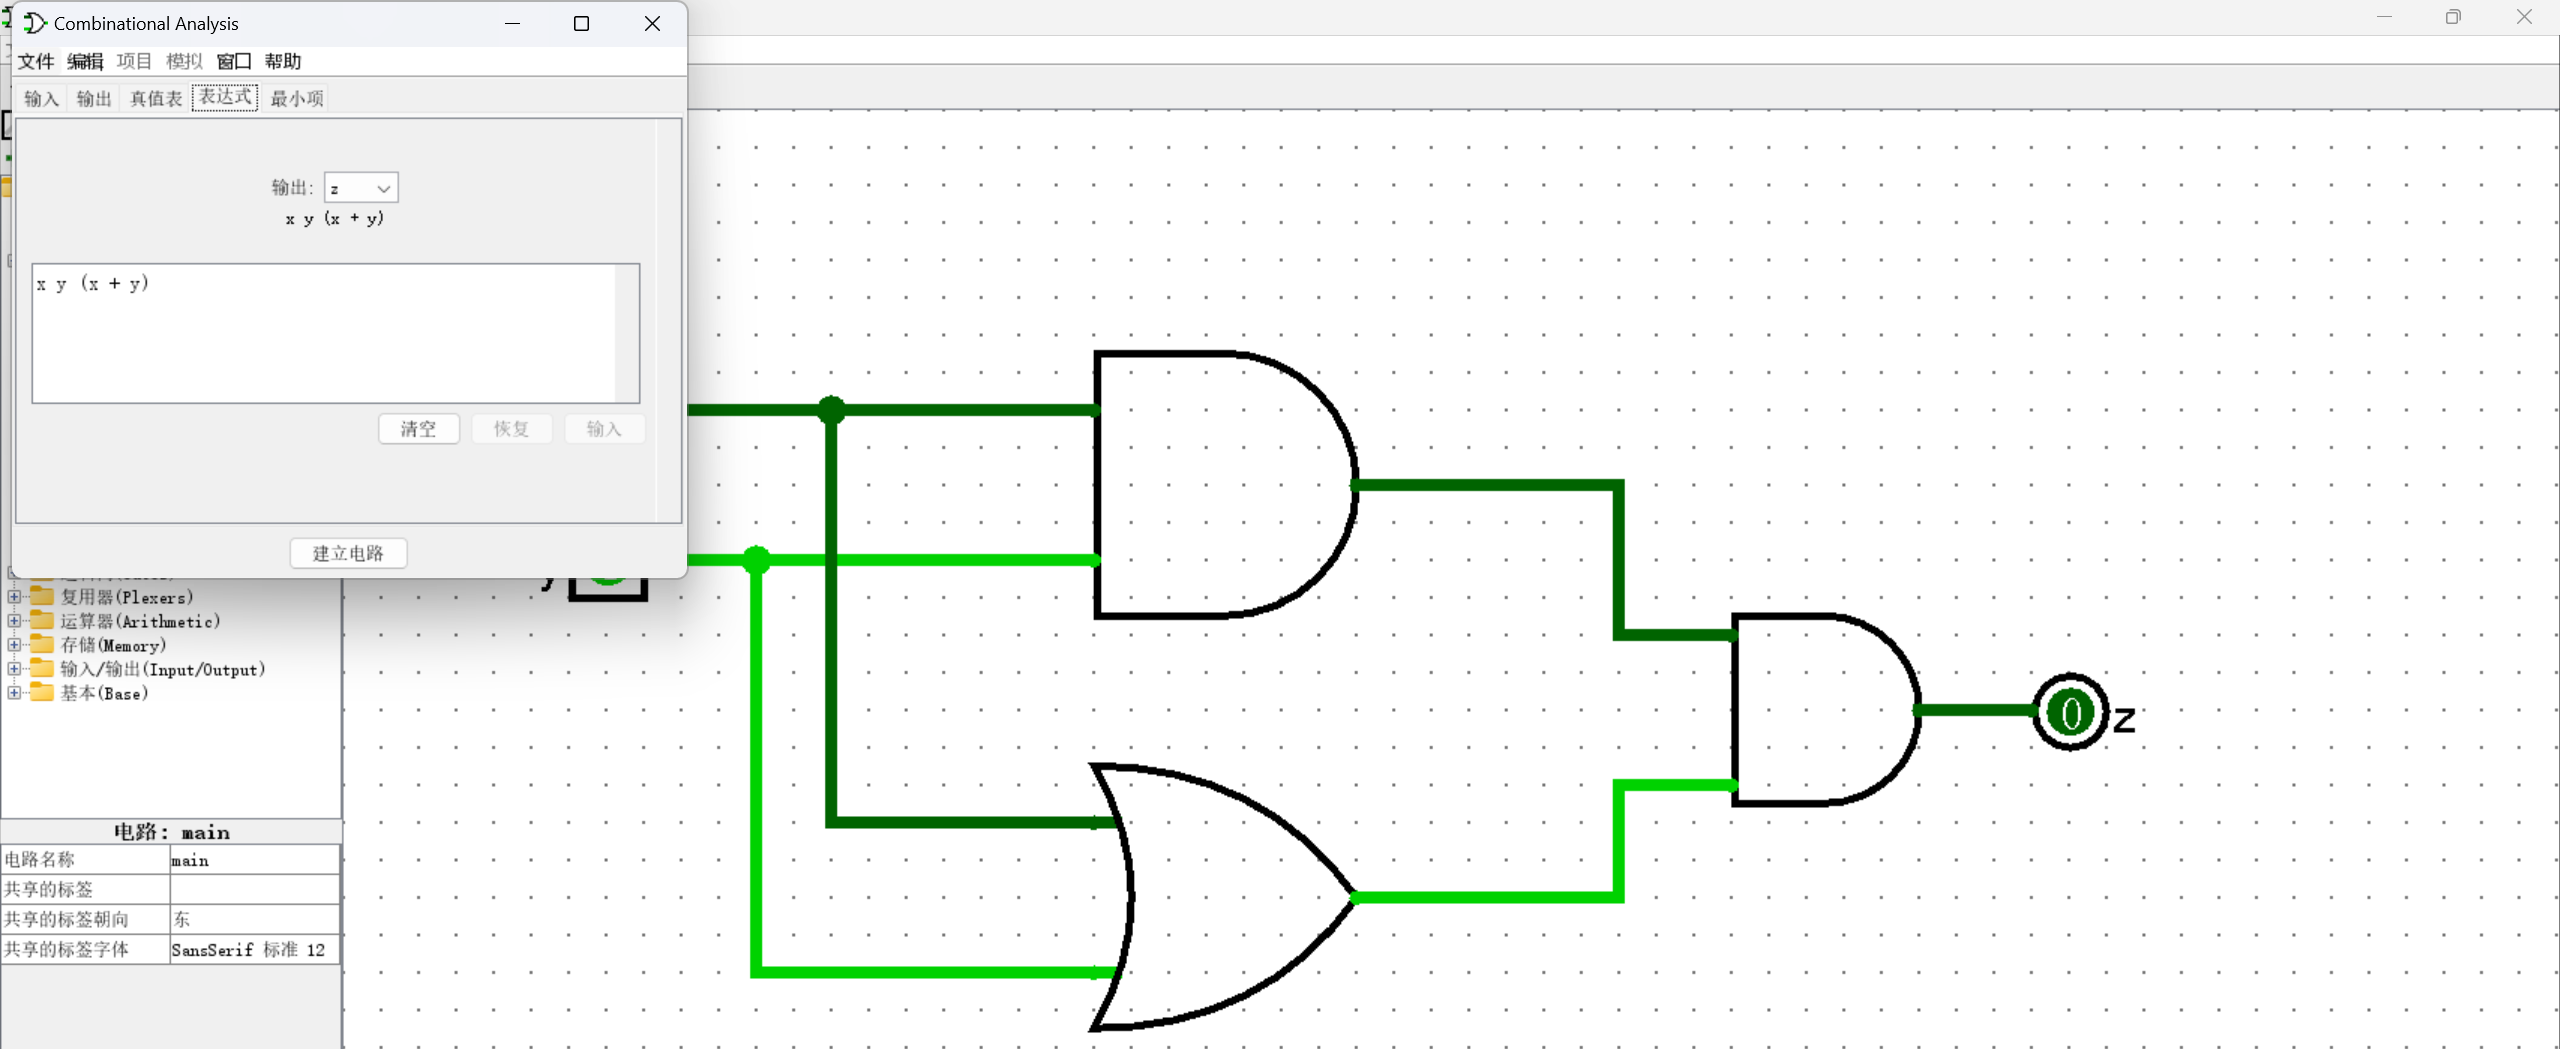 Combinational Analysis
文件 编辑 项目 模拟 窗口 帮助
输入 输出 真值表 表达式 最小项
输出: z
x y (x + y)
x y (x + y)
清空 恢复 输入
建立电路
y
复用器(Plexers)
运算器(Arithmetic)
存储(Memory)
输入/输出(Input/Output)
基本(Base)
电路: main
电路名称 main
共享的标签
共享的标签朝向 东
共享的标签字体 SansSerif 标准 12
0 z